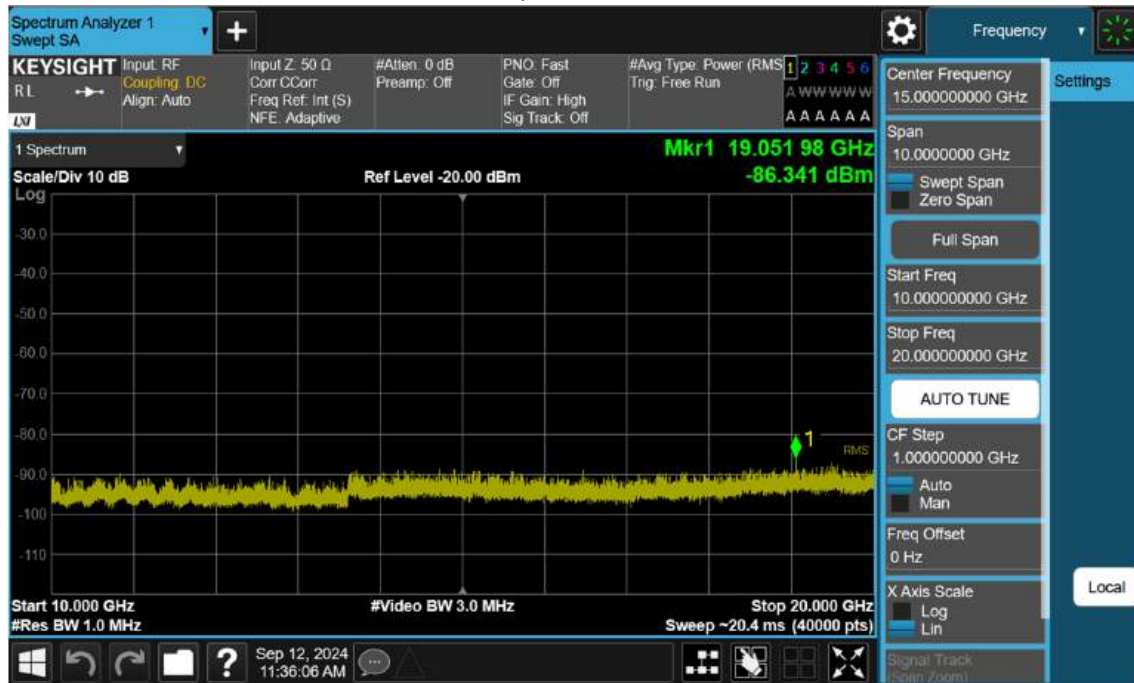 Spectrum Analyzer 1
Swept SA
Frequency
KEYSIGHT
RL
LXI
Input: RF
Coupling: DC
Align: Auto
Input Z: 50 Ω
Corr CCorr
Freq Ref: Int (S)
NFE: Adaptive
#Atten: 0 dB
Preamp: Off
PNO: Fast
Gate: Off
IF Gain: High
Sig Track: Off
#Avg Type: Power (RMS
Trig: Free Run
1 2 3 4 5 6
A W W W W W
A A A A A A
1 Spectrum
Scale/Div 10 dB
Ref Level -20.00 dBm
Mkr1 19.051 98 GHz
-86.341 dBm
Log
-30.0
-40.0
-50.0
-60.0
-70.0
-80.0
-90.0
-100
-110
1
RMS
Start 10.000 GHz
#Res BW 1.0 MHz
#Video BW 3.0 MHz
Stop 20.000 GHz
Sweep ~20.4 ms (40000 pts)
Center Frequency
15.000000000 GHz
Span
10.0000000 GHz
Swept Span
Zero Span
Full Span
Start Freq
10.000000000 GHz
Stop Freq
20.000000000 GHz
AUTO TUNE
CF Step
1.000000000 GHz
Auto
Man
Freq Offset
0 Hz
X Axis Scale
Log
Lin
Signal Track
(Span Zoom)
Settings
Local
?
Sep 12, 2024
11:36:06 AM